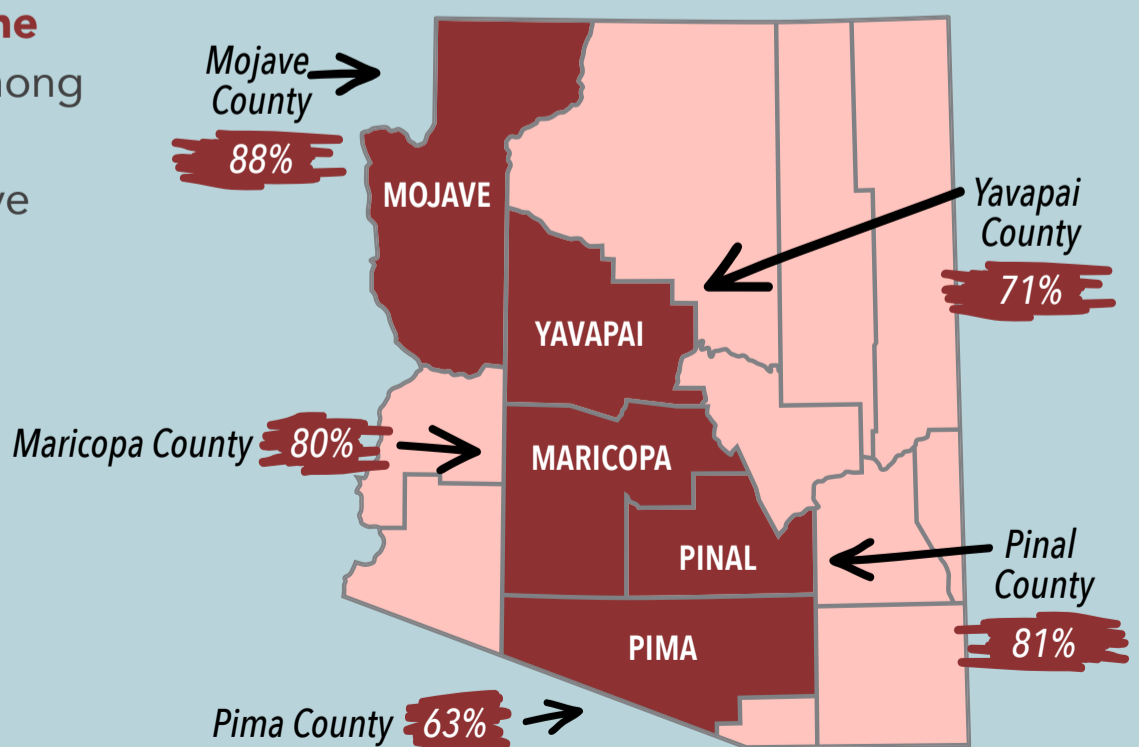 Mojave
County
88%
MOJAVE
Yavapai
County
71%
YAVAPAI
Maricopa County 80%
MARICOPA
Pinal
County
81%
PINAL
PIMA
Pima County 63%